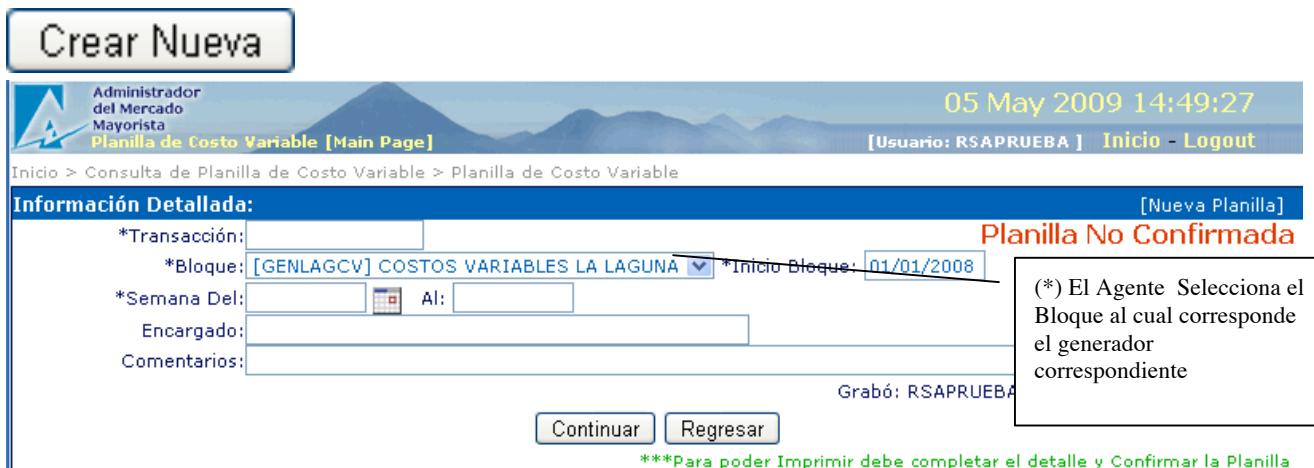 Crear Nueva
Administrador
del Mercado
Mayorista
05 May 2009 14:49:27
Planilla de Costo Variable [Main Page]
[Usuario: RSAPRUEBA ] Inicio - Logout
Inicio > Consulta de Planilla de Costo Variable > Planilla de Costo Variable
Información Detallada:
[Nueva Planilla]
*Transacción:
Planilla No Confirmada
*Bloque: [GENLAGCV] COSTOS VARIABLES LA LAGUNA *Inicio Bloque: 01/01/2008
*Semana Del: Al:
Encargado:
Comentarios:
(*) El Agente Selecciona el
Bloque al cual corresponde
el generador
correspondiente
Grabó: RSAPRUEBA
Continuar Regresar
***Para poder Imprimir debe completar el detalle y Confirmar la Planilla